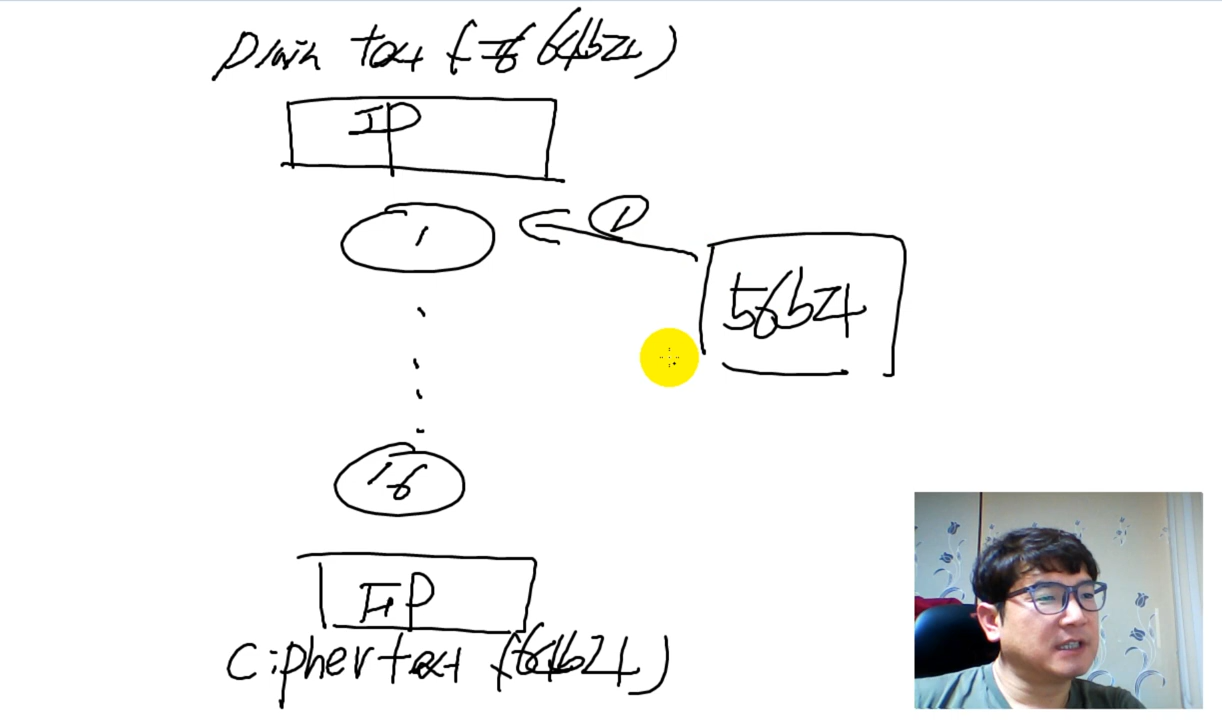 Plain text (64bit)
IP
1
1
56bit
16
FP
Ciphertext (64bit)